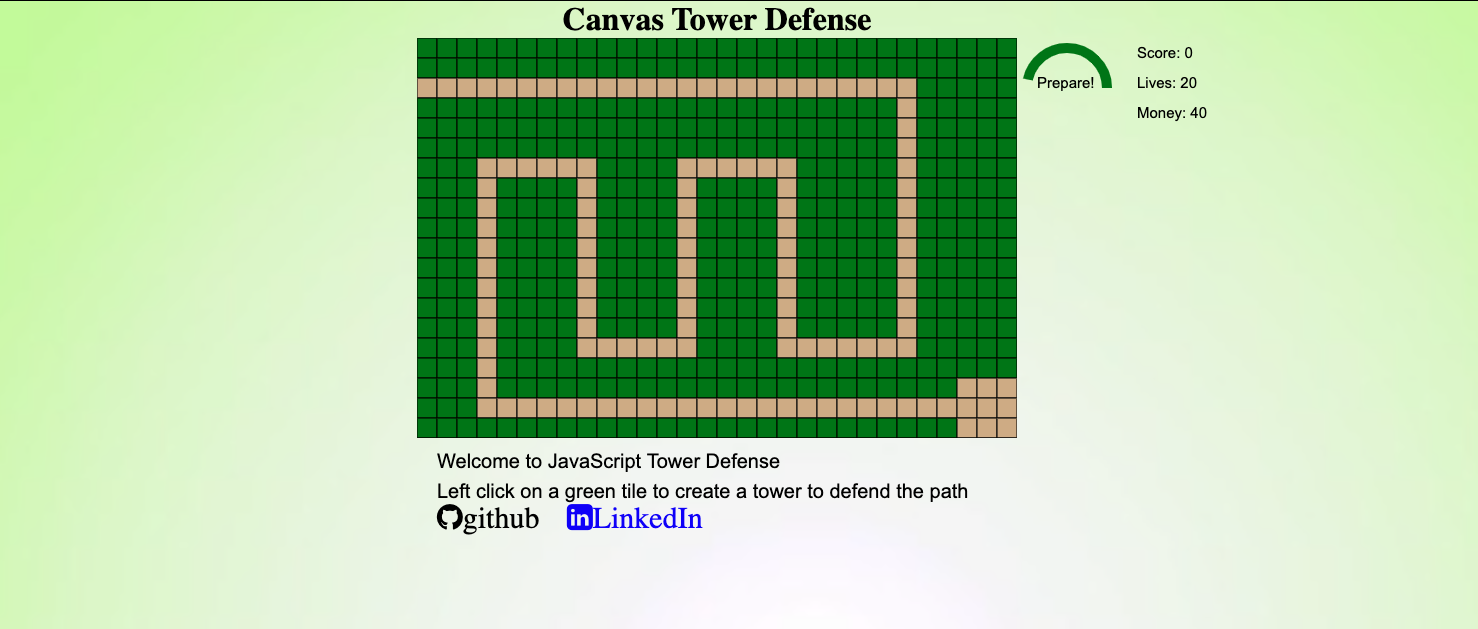 Canvas Tower Defense
Prepare!
Score: 0
Lives: 20
Money: 40
Welcome to JavaScript Tower Defense
Left click on a green tile to create a tower to defend the path
github in LinkedIn